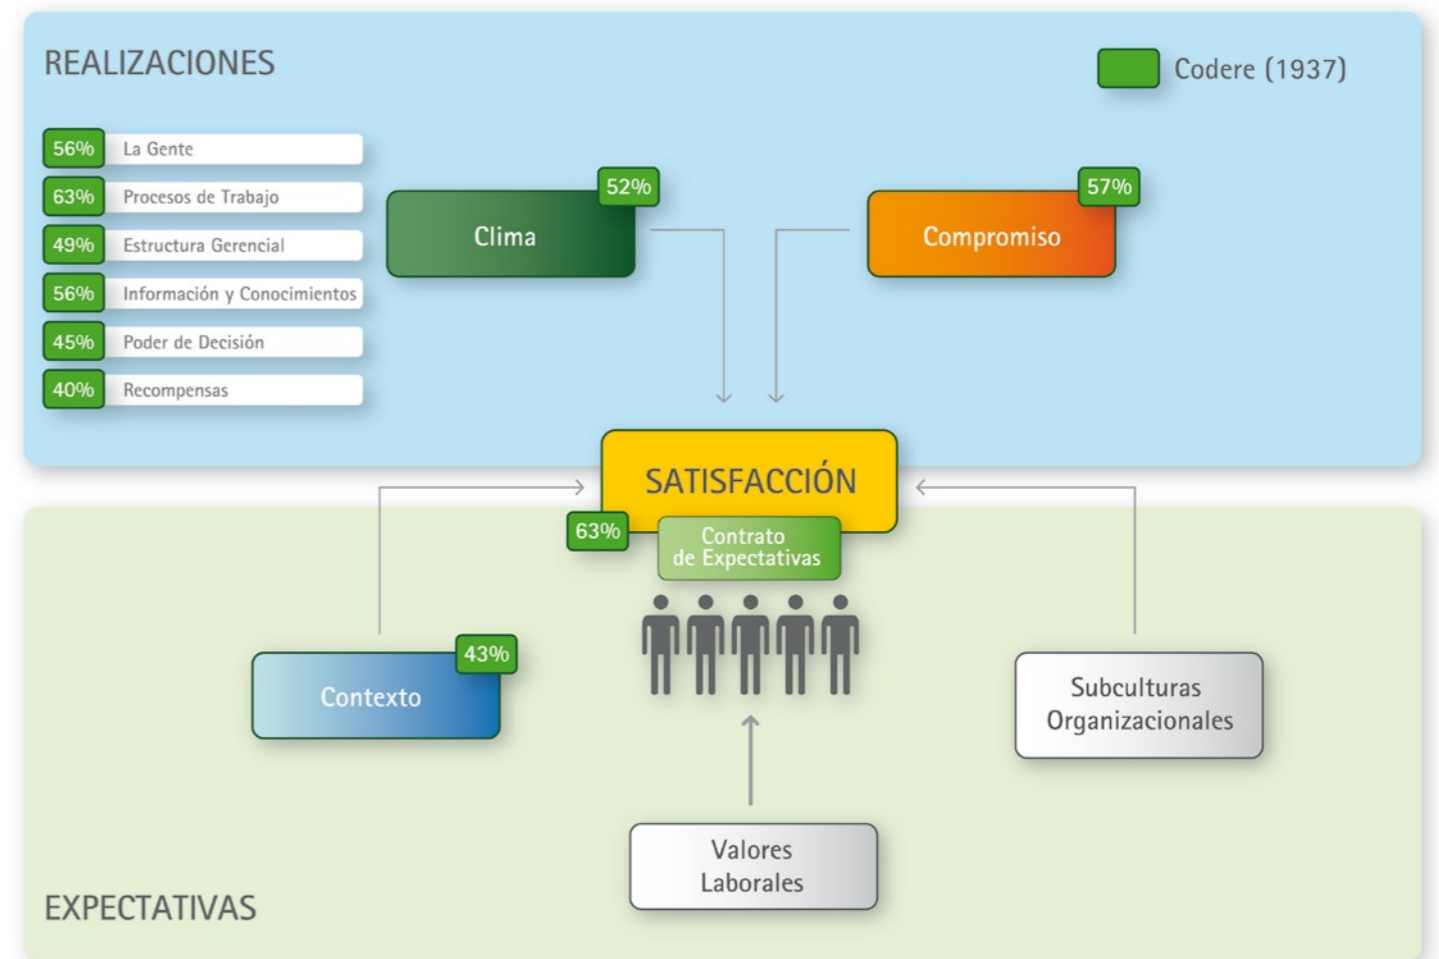 REALIZACIONES
Codere (1937)
56% La Gente
63% Procesos de Trabajo
49% Estructura Gerencial
56% Información y Conocimientos
45% Poder de Decisión
40% Recompensas
52%
Clima
57%
Compromiso
SATISFACCIÓN
63%
Contrato
de Expectativas
43%
Contexto
Subculturas
Organizacionales
Valores
Laborales
EXPECTATIVAS